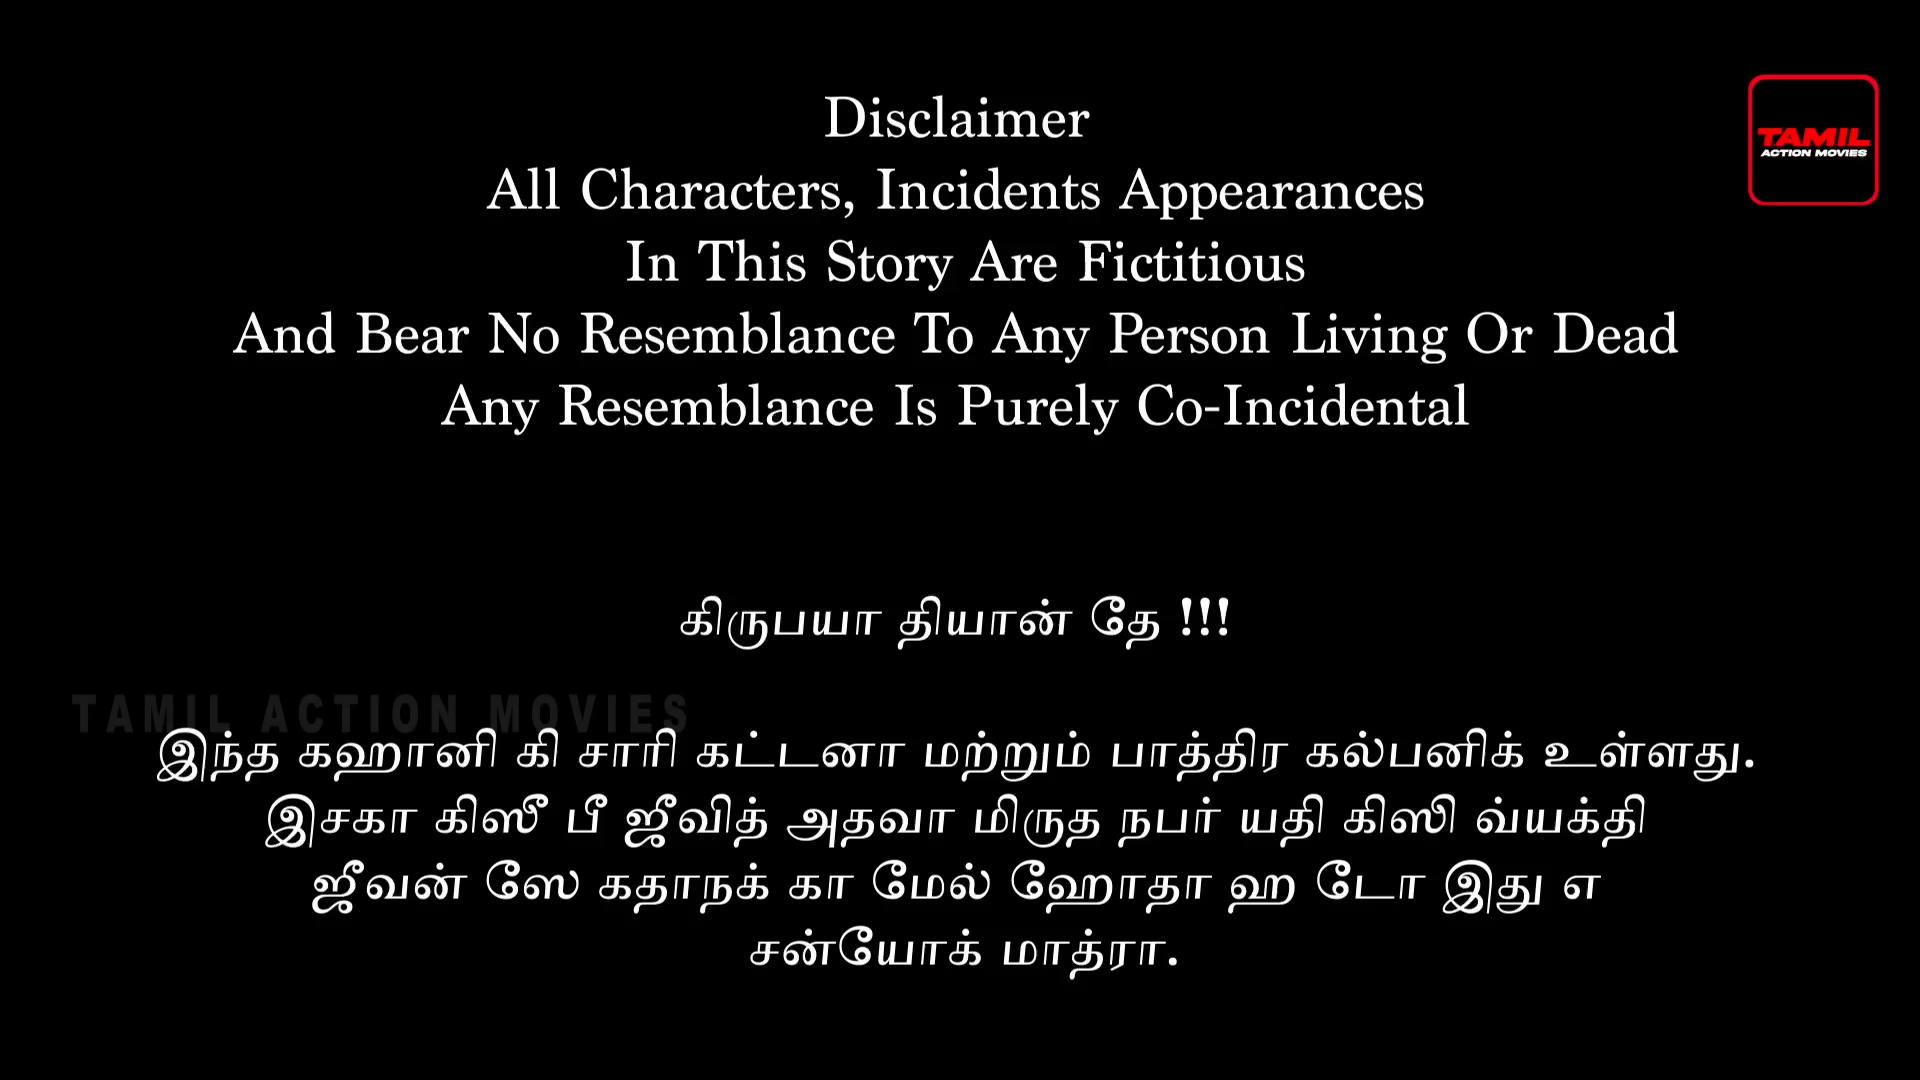 Disclaimer
TAMIL
ACTION MOVIES
All Characters, Incidents Appearances
In This Story Are Fictitious
And Bear No Resemblance To Any Person Living Or Dead
Any Resemblance Is Purely Co-Incidental
கிருபயா தியான் தே !!!
TAMIL ACTION MOVIES
இந்த கஹானி கி சாரி கட்டனா மற்றும் பாத்திர கல்பனிக் உள்ளது.
இசகா கிஸீ பீ ஜீவித் அதவா மிருத நபர் யதி கிஸி வ்யக்தி
ஜீவன் ஸே கதாநக் கா மேல் ஹோதா ஹ டோ இது எ
சன்யோக் மாத்ரா.